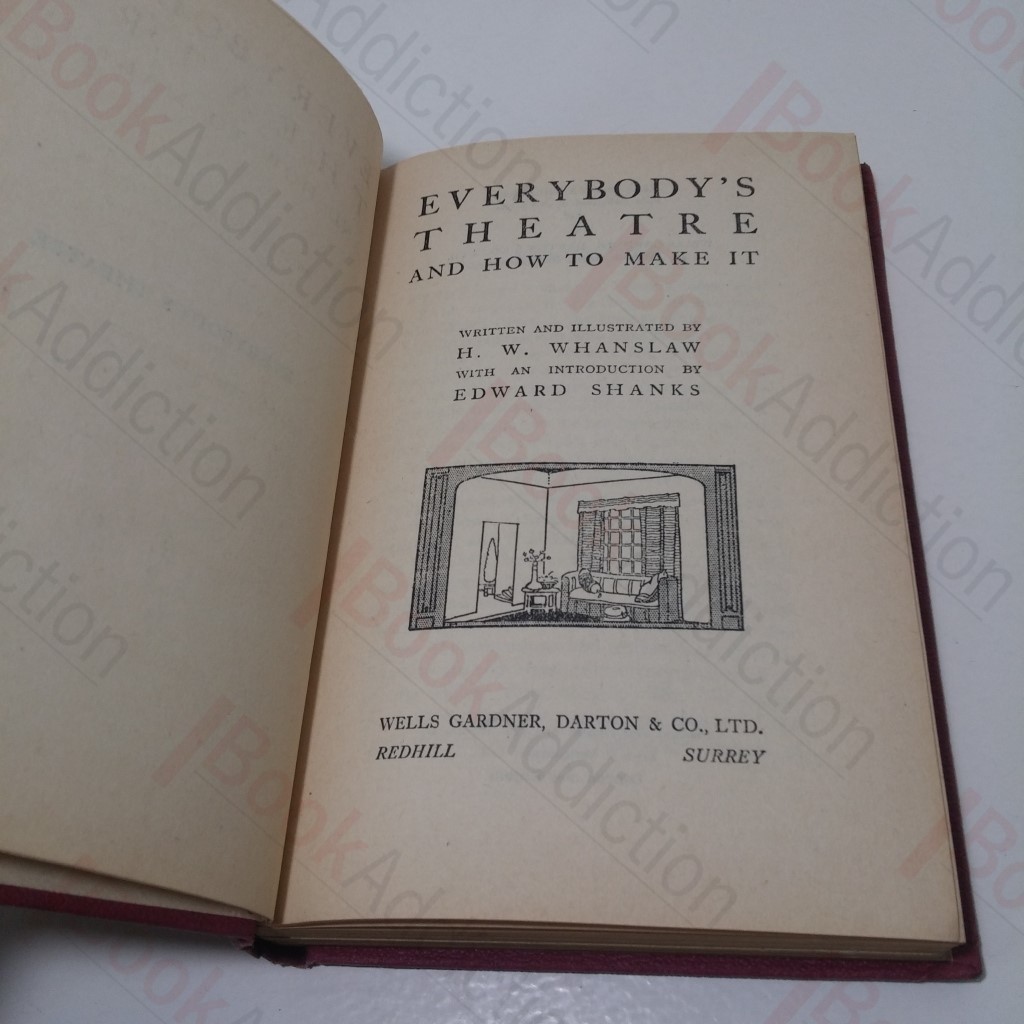 EVERYBODY'S
THEATRE
AND HOW TO MAKE IT
WRITTEN AND ILLUSTRATED BY
H. W. WHANSLAW
WITH AN INTRODUCTION BY
EDWARD SHANKS
WELLS GARDNER, DARTON & CO., LTD.
REDHILL SURREY
BookAddiction